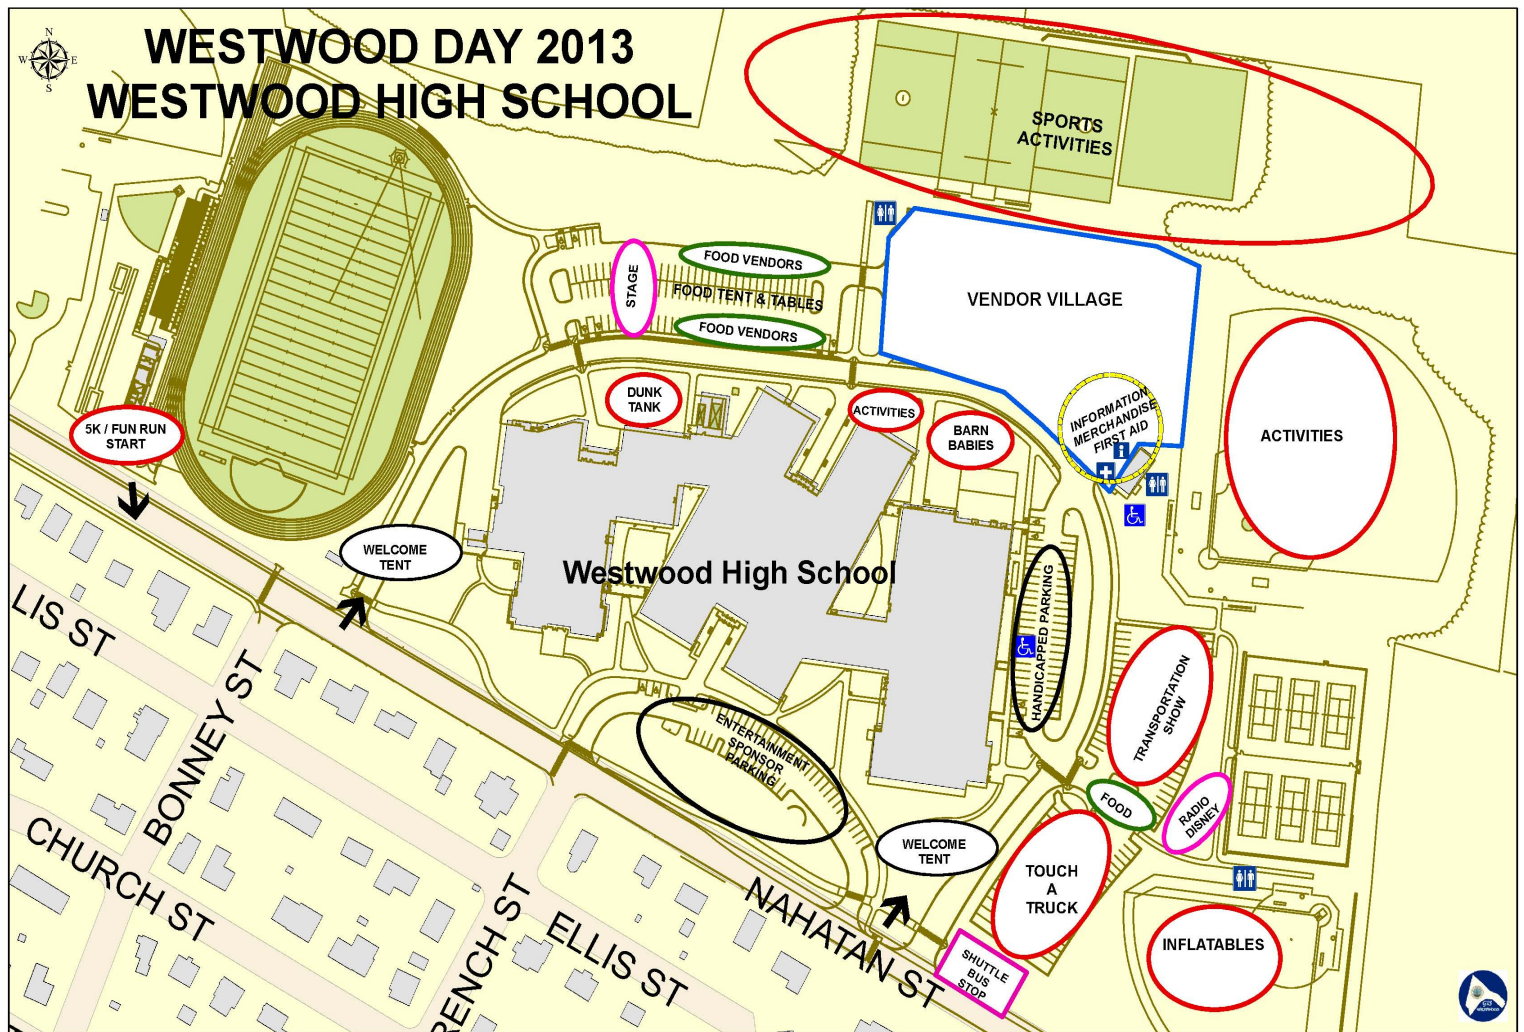 WESTWOOD DAY 2013
WESTWOOD HIGH SCHOOL
N
W
E
S
SPORTS
ACTIVITIES
FOOD VENDORS
STAGE
FOOD TENT & TABLES
FOOD VENDORS
VENDOR VILLAGE
DUNK
TANK
ACTIVITIES
BARN
BABIES
INFORMATION
MERCHANDISE
FIRST AID
i
ACTIVITIES
5K / FUN RUN
START
WELCOME
TENT
Westwood High School
HANDICAPPED PARKING
TRANSPORTATION
SHOW
ENTERTAINMENT
SPONSOR
PARKING
FOOD
RADIO
DISNEY
WELCOME
TENT
TOUCH
A
TRUCK
INFLATABLES
SHUTTLE
BUS
STOP
LIS ST
BONNEY ST
CHURCH ST
RENCH ST
ELLIS ST
NAHATAN ST
GIS
WESTWOOD